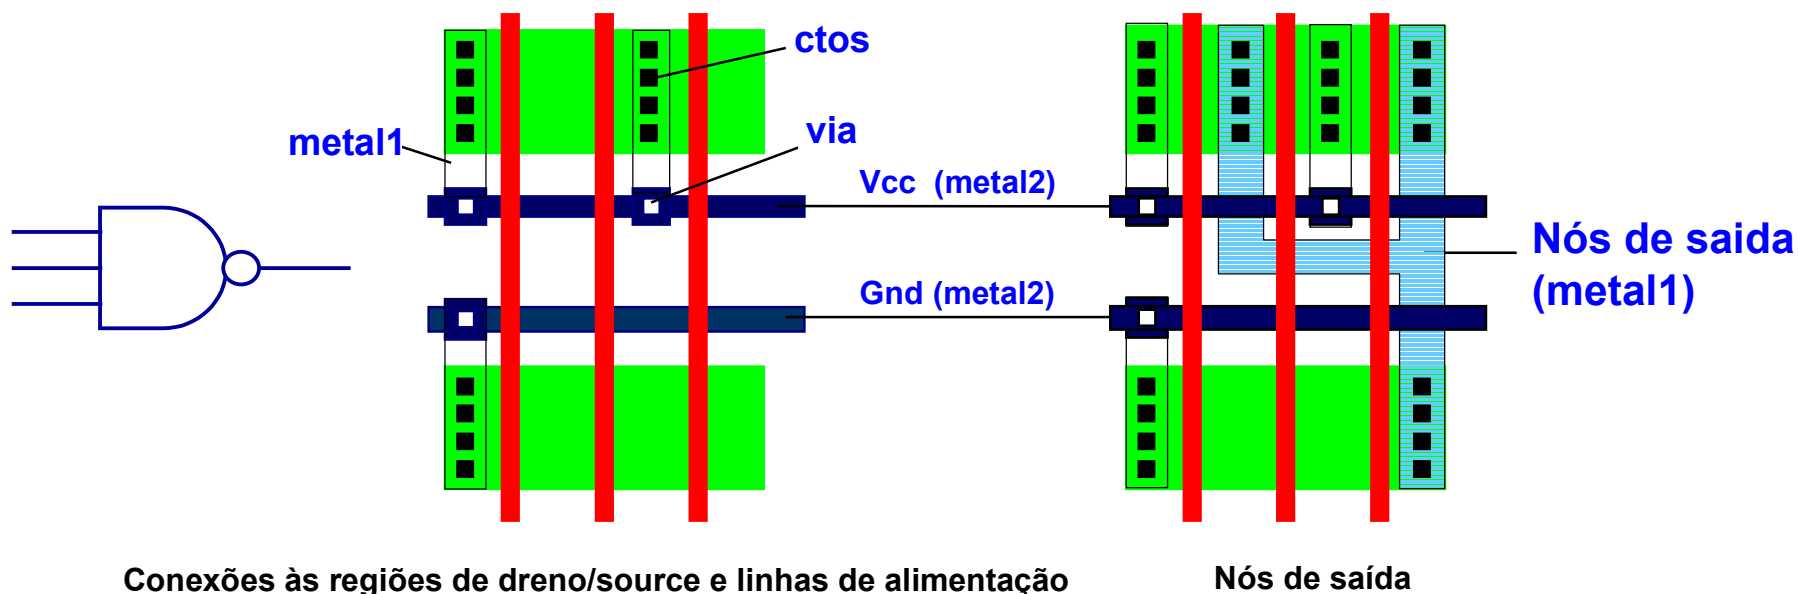 ctos
metal1
via
Vcc (metal2)
Nós de saida
(metal1)
Gnd (metal2)
Conexões às regiões de dreno/source e linhas de alimentação
Nós de saída